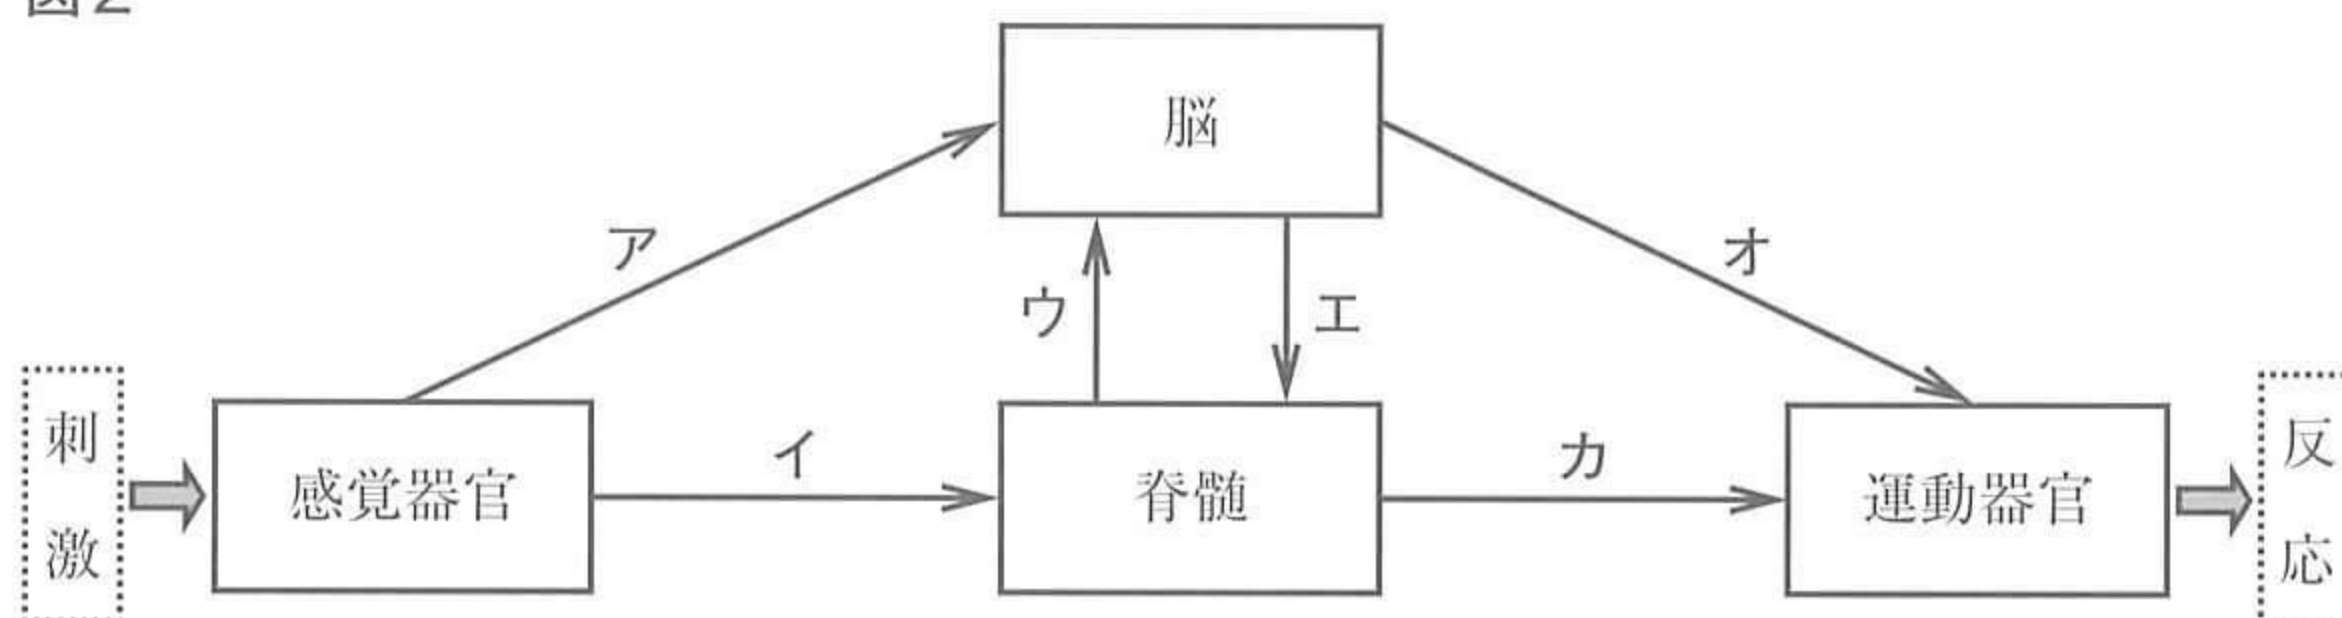 図2
脳
ア
オ
ウ
エ
刺激
感覚器官
イ
脊髄
カ
運動器官
反応